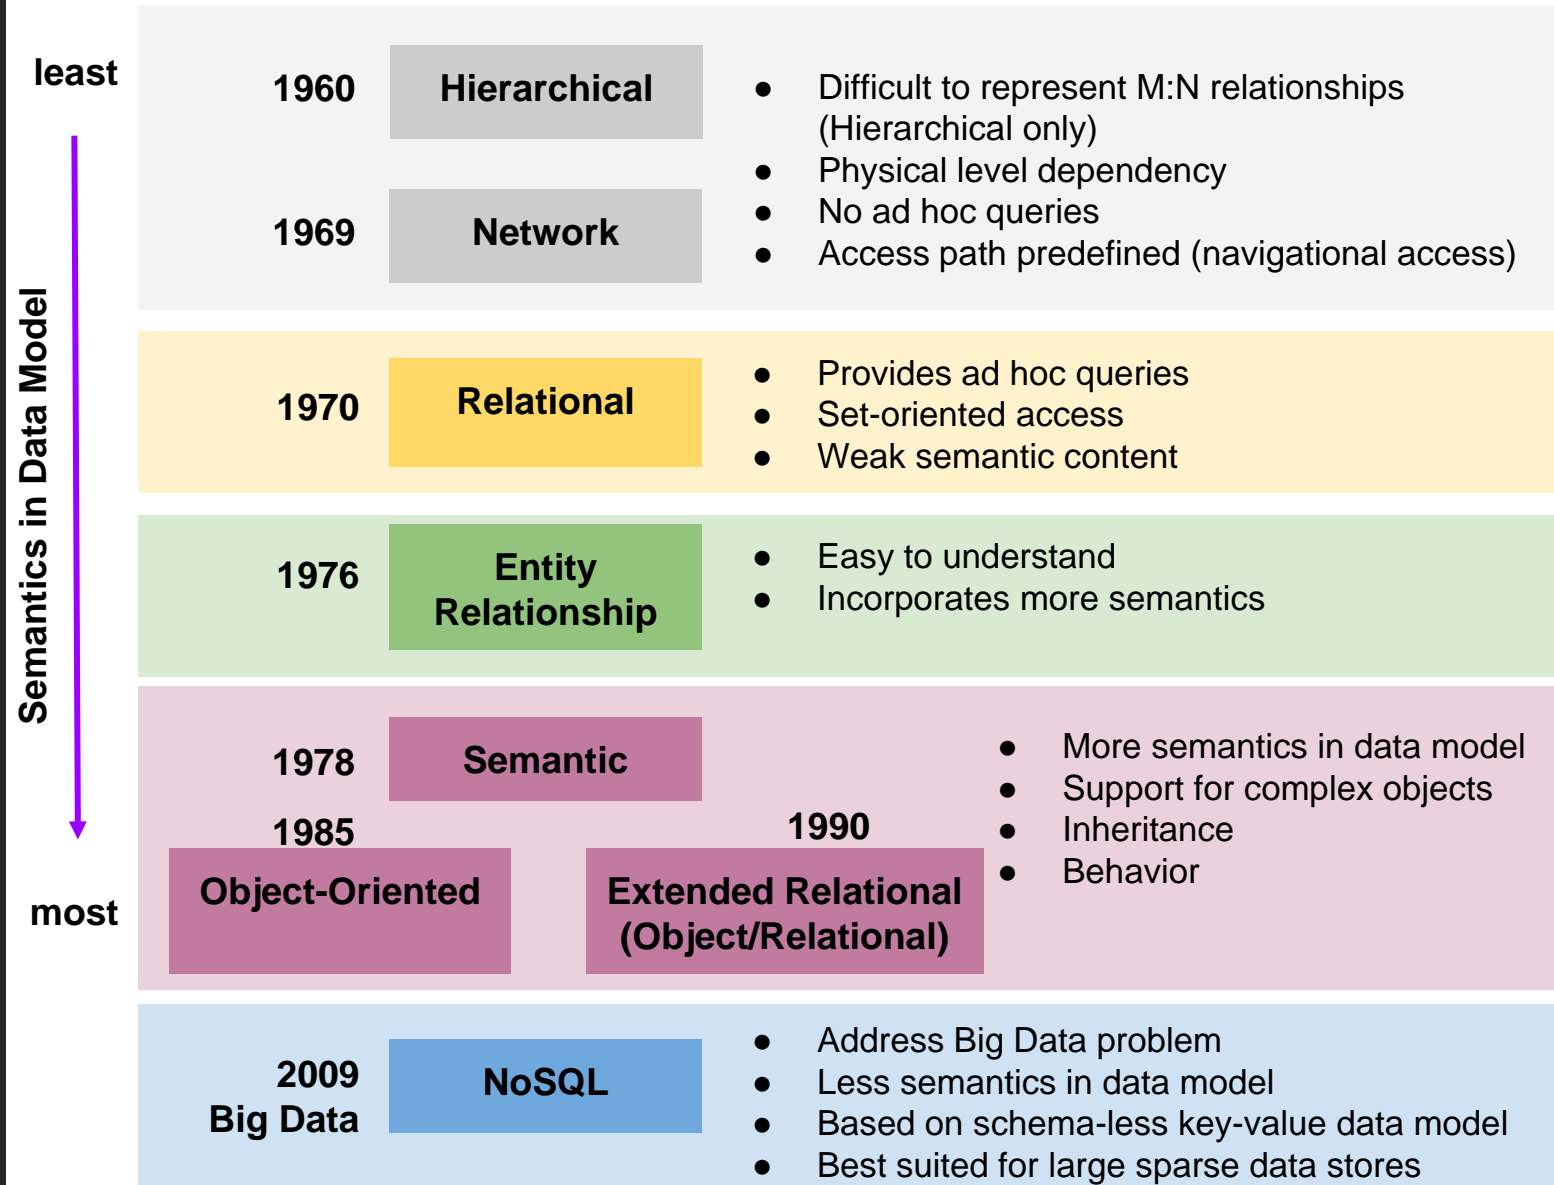 least
Semantics in Data Model
most
1960
Hierarchical
1969
Network
● Difficult to represent M:N relationships
(Hierarchical only)
● Physical level dependency
● No ad hoc queries
● Access path predefined (navigational access)
1970
Relational
● Provides ad hoc queries
● Set-oriented access
● Weak semantic content
1976
Entity
Relationship
● Easy to understand
● Incorporates more semantics
1978
Semantic
1985
Object-Oriented
1990
Extended Relational
(Object/Relational)
● More semantics in data model
● Support for complex objects
● Inheritance
● Behavior
2009
Big Data
NoSQL
● Address Big Data problem
● Less semantics in data model
● Based on schema-less key-value data model
● Best suited for large sparse data stores